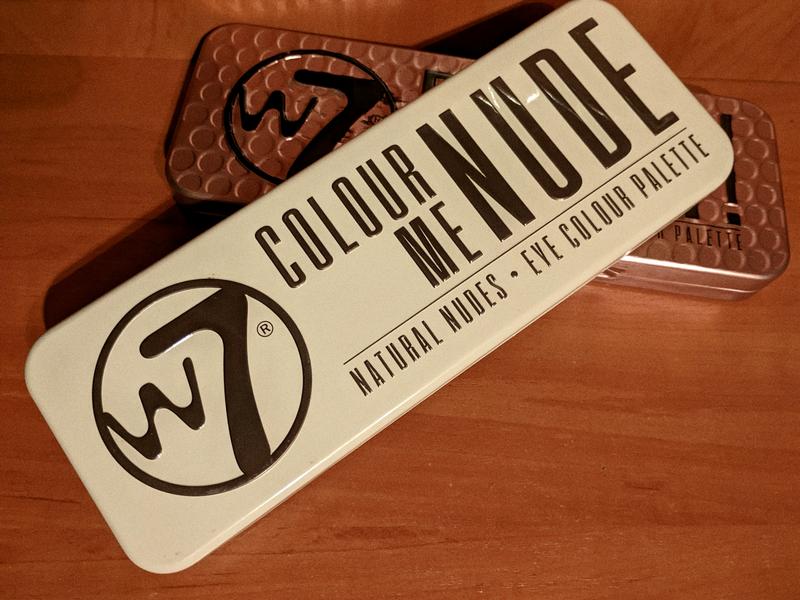 W7
W7®
COLOUR
ME NUDE
NATURAL NUDES • EYE COLOUR PALETTE
!
PALETTE